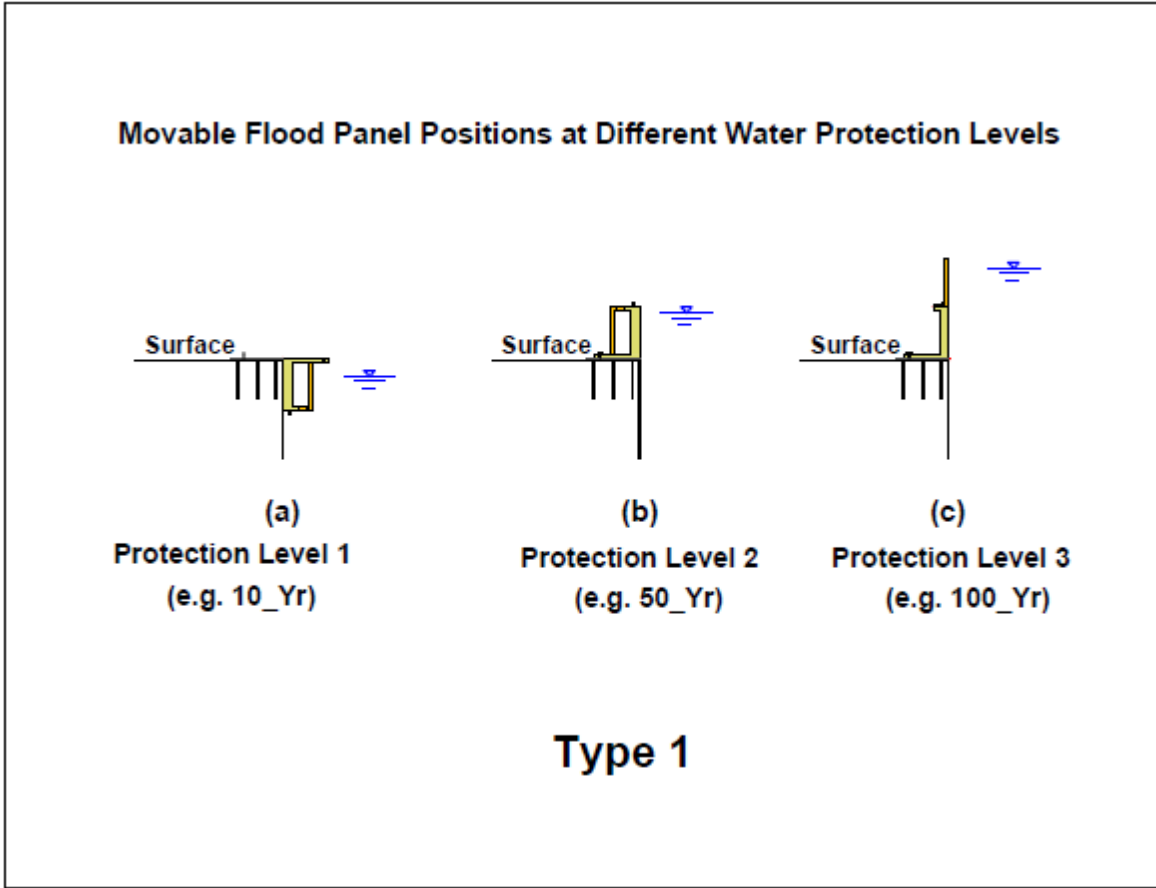 Movable Flood Panel Positions at Different Water Protection Levels
Surface
Surface
Surface
(a)
(b)
(c)
Protection Level 1
(e.g. 10_Yr)
Protection Level 2
(e.g. 50_Yr)
Protection Level 3
(e.g. 100_Yr)
Type 1